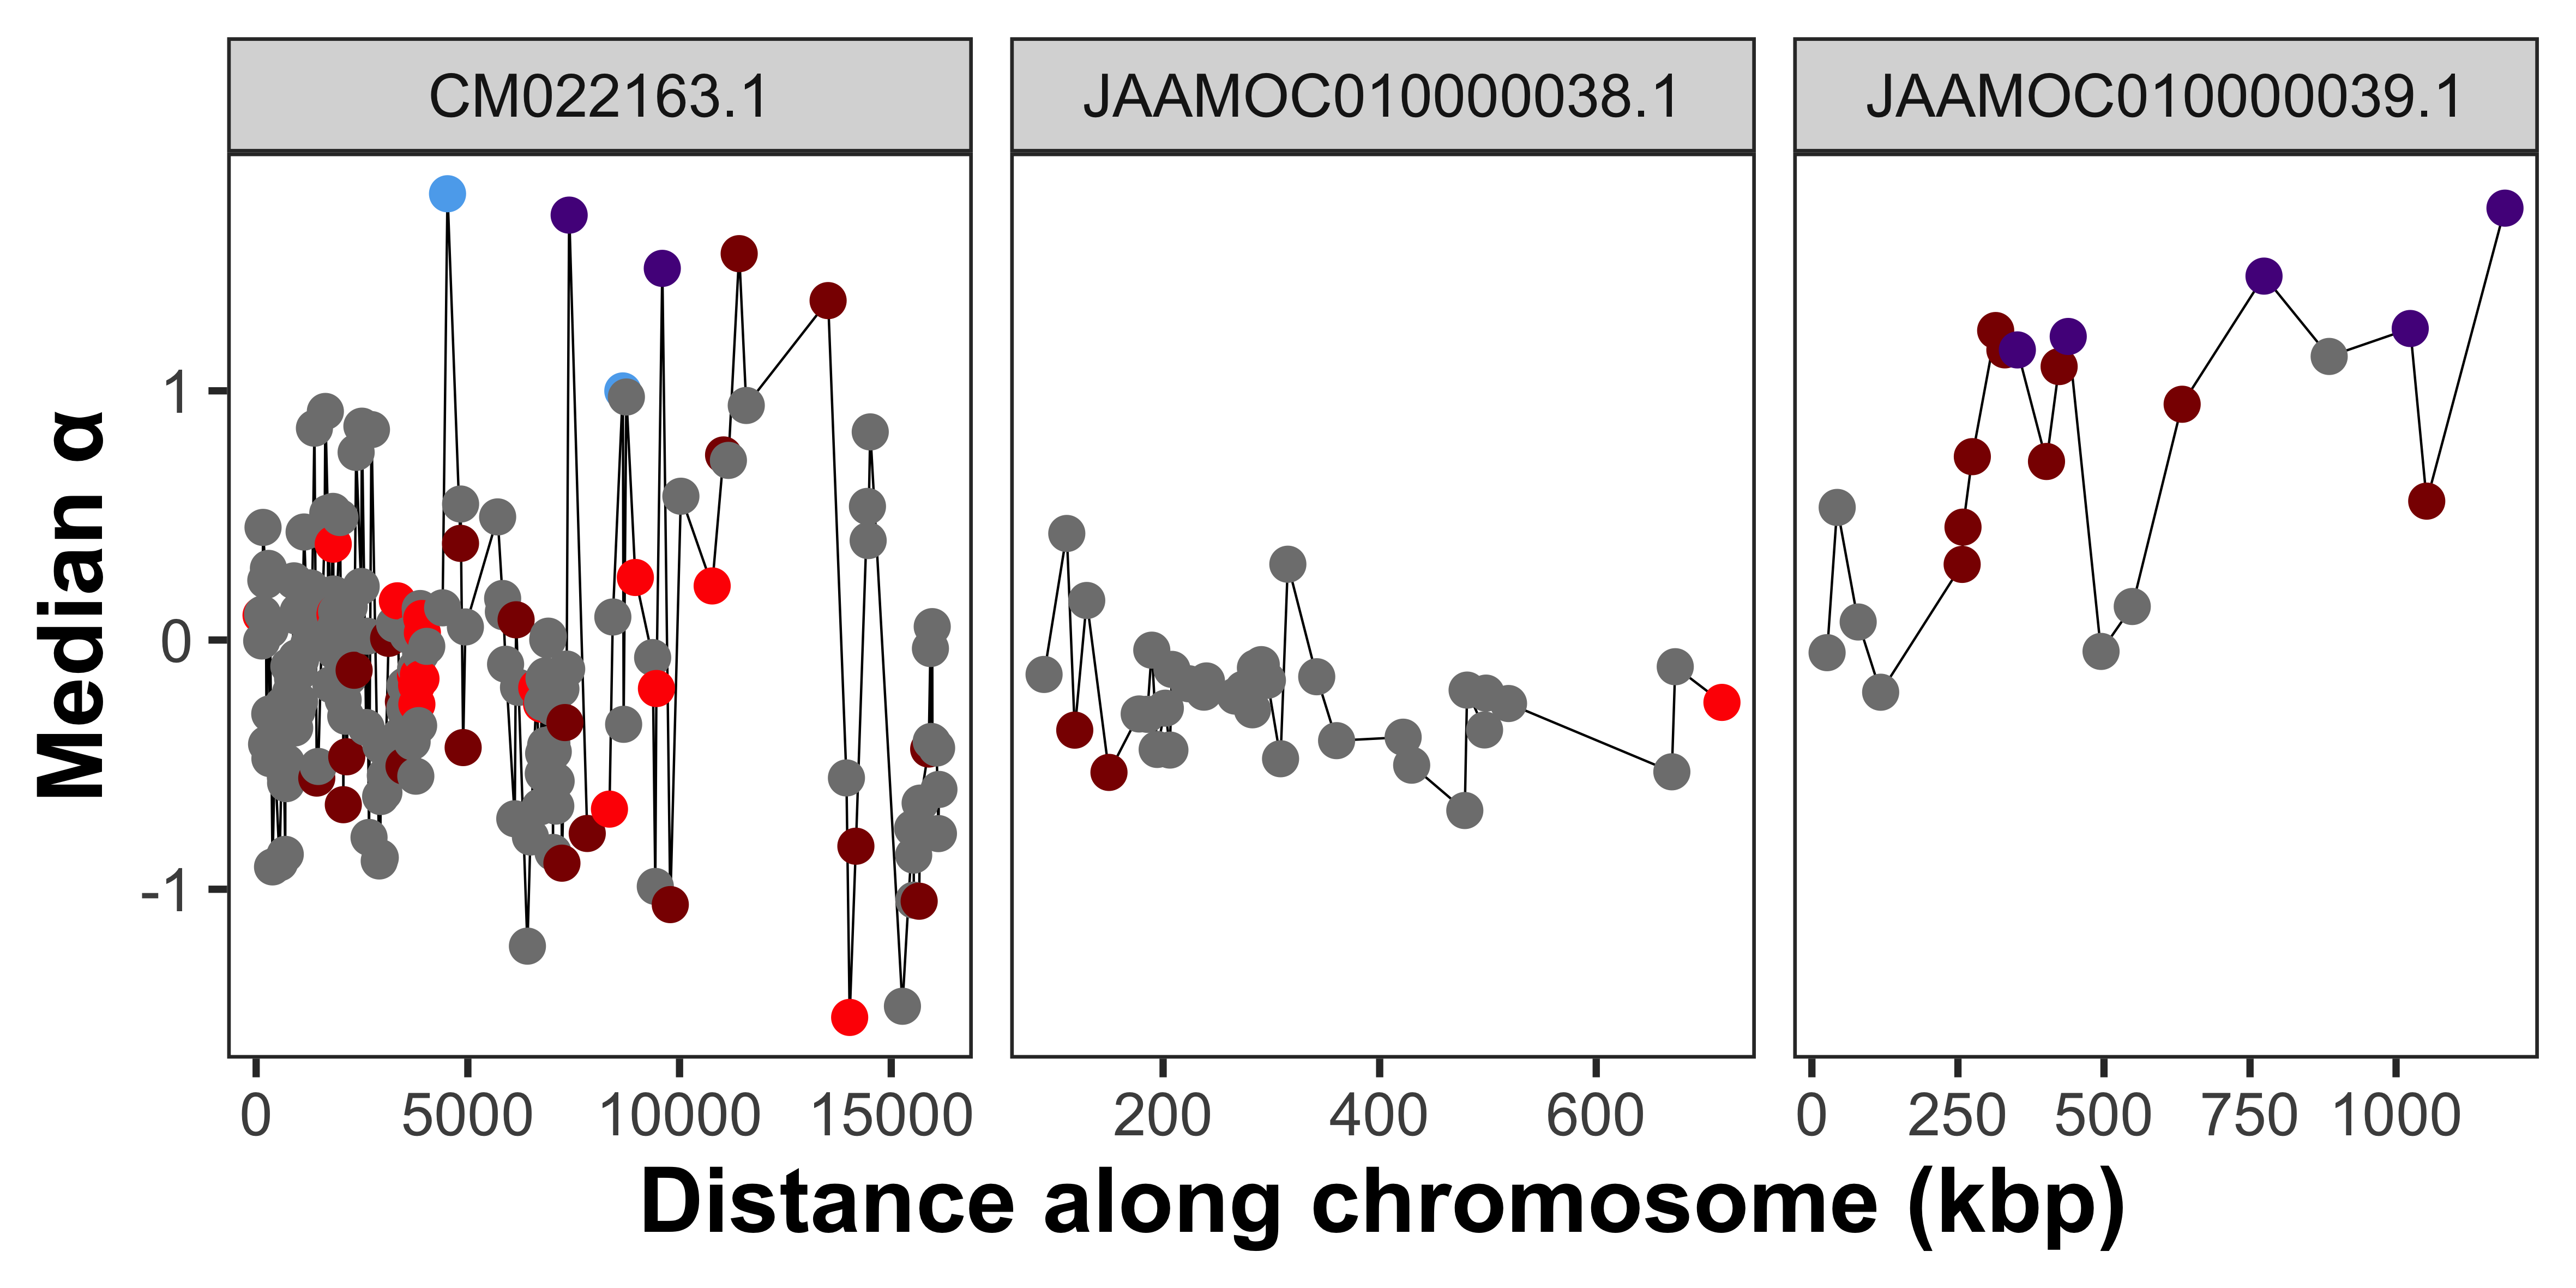 CM022163.1 JAAMOC010000038.1 JAAMOC010000039.1
Median α
1
0
-1
0 5000 10000 15000 200 400 600 0 250 500 750 1000
Distance along chromosome (kbp)